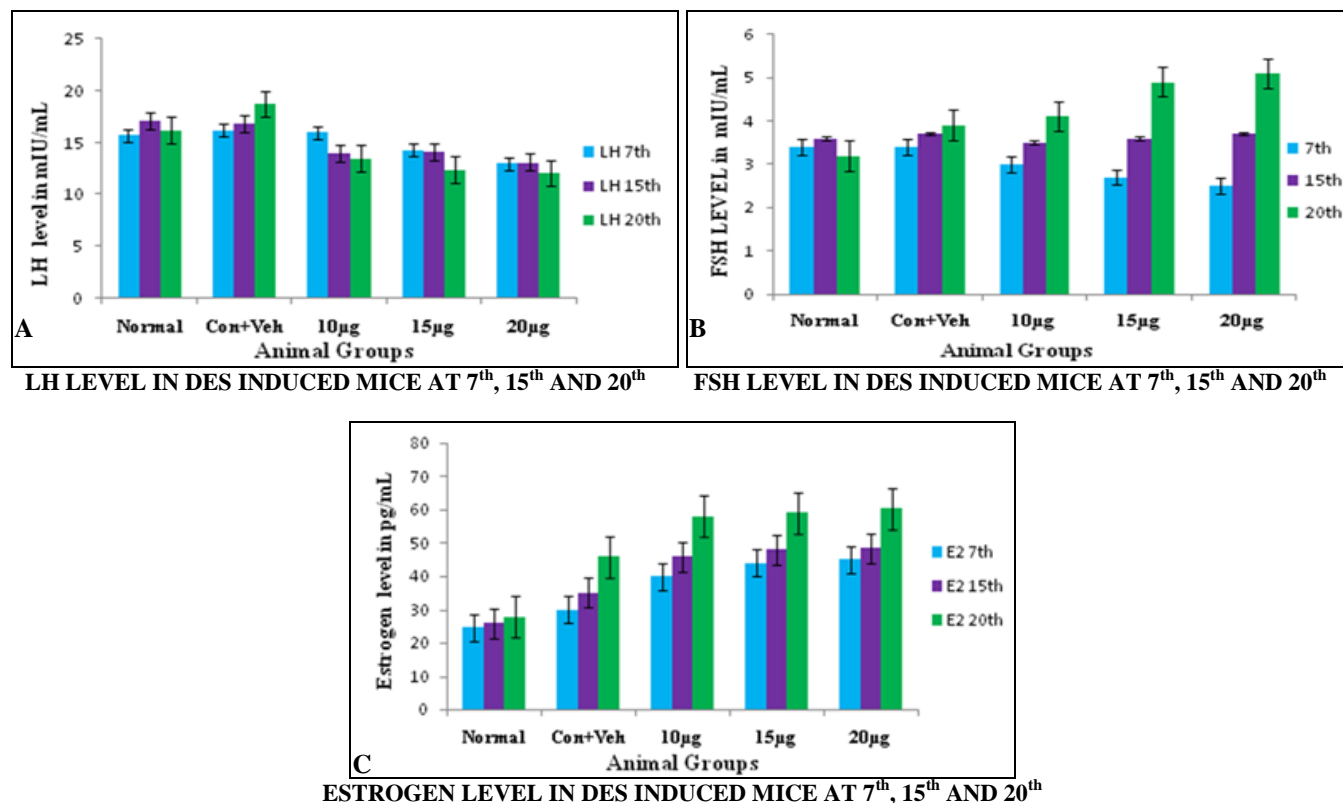 25
20
15
10
5
0
LH level in mIU/mL
Normal Con+Veh 10µg 15µg 20µg
Animal Groups
LH 7th
LH 15th
LH 20th
A
LH LEVEL IN DES INDUCED MICE AT 7th, 15th AND 20th
6
5
4
3
2
1
0
FSH LEVEL in mIU/mL
Normal Con+Veh 10µg 15µg 20µg
Animal Groups
7th
15th
20th
B
FSH LEVEL IN DES INDUCED MICE AT 7th, 15th AND 20th
80
70
60
50
40
30
20
10
0
Estrogen level in pg/mL
Normal Con+Veh 10µg 15µg 20µg
Animal Groups
E2 7th
E2 15th
E2 20th
C
ESTROGEN LEVEL IN DES INDUCED MICE AT 7th, 15th AND 20th